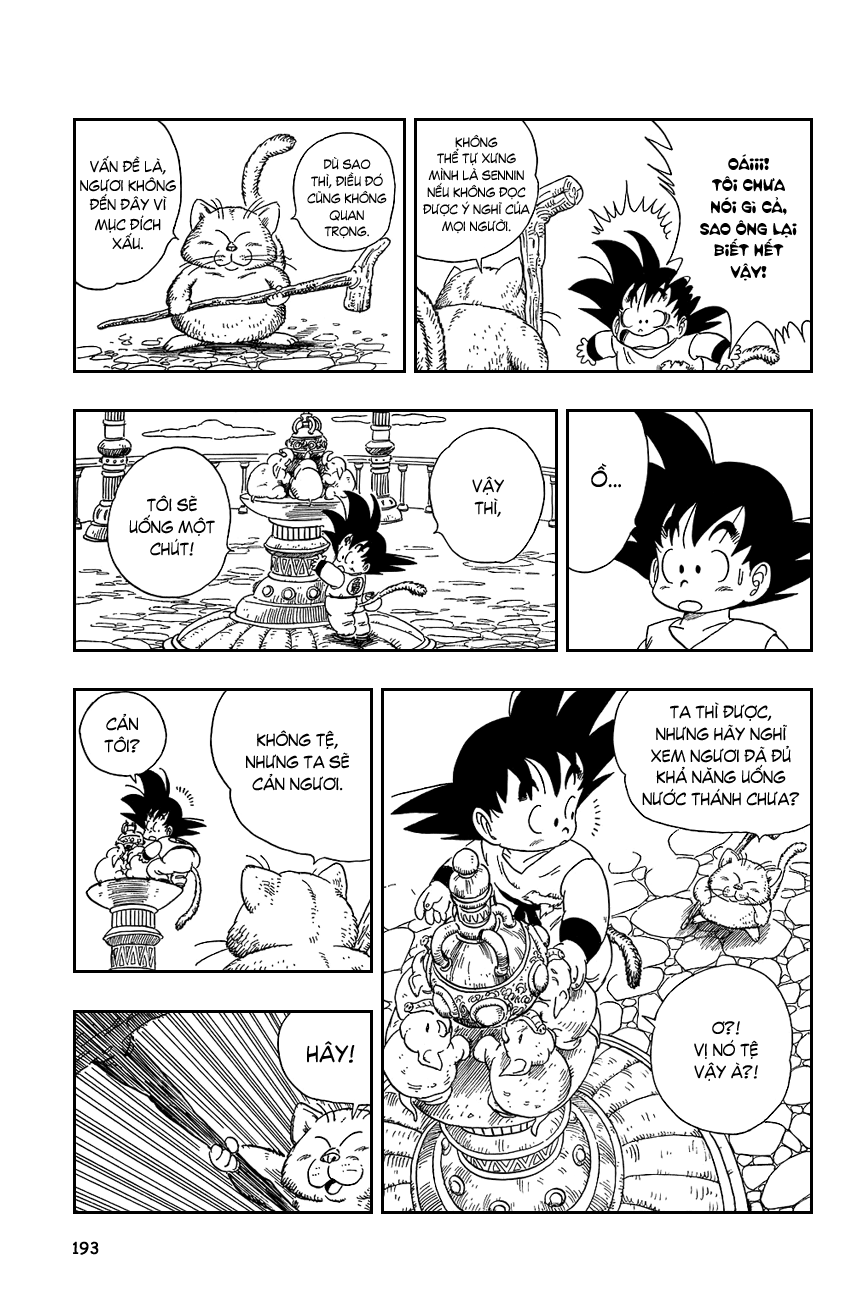 OÁIII!
TÔI CHƯA
NÓI GÌ CẢ,
SAO ÔNG LẠI
BIẾT HẾT
VẬY!
KHÔNG
THỂ TỰ XƯNG
MÌNH LÀ SENNIN
NẾU KHÔNG ĐỌC
ĐƯỢC Ý NGHĨ CỦA
MỌI NGƯỜI.
DÙ SAO
THÌ, ĐIỀU ĐÓ
CŨNG KHÔNG
QUAN
TRỌNG.
VẤN ĐỀ LÀ,
NGƯƠI KHÔNG
ĐẾN ĐÂY VÌ
MỤC ĐÍCH
XẤU.
Ồ...
VẬY
THÌ,
TÔI SẼ
UỐNG MỘT
CHÚT!
TA THÌ ĐƯỢC,
NHƯNG HÃY NGHĨ
XEM NGƯƠI ĐÃ ĐỦ
KHẢ NĂNG UỐNG
NƯỚC THÁNH CHƯA?
Ơ?!
VỊ NÓ TỆ
VẬY À?!
KHÔNG TỆ,
NHƯNG TA SẼ
CẢN NGƯƠI.
CẢN
TÔI?
HÂY!
193